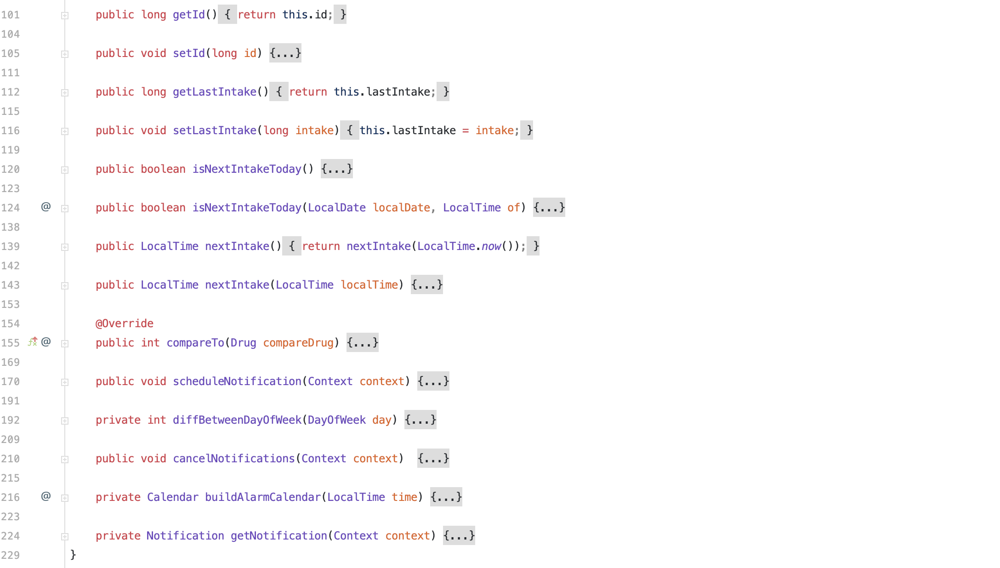 101 public long getId() { return this.id; }
104
105 public void setId(long id) {...}
111
112 public long getLastIntake() { return this.lastIntake; }
115
116 public void setLastIntake(long intake) { this.lastIntake = intake; }
119
120 public boolean isNextIntakeToday() {...}
123
124 @ public boolean isNextIntakeToday(LocalDate localDate, LocalTime of) {...}
138
139 public LocalTime nextIntake() { return nextIntake(LocalTime.now()); }
142
143 public LocalTime nextIntake(LocalTime localTime) {...}
153
154 @Override
155 @ public int compareTo(Drug compareDrug) {...}
169
170 public void scheduleNotification(Context context) {...}
191
192 private int diffBetweenDayOfWeek(DayOfWeek day) {...}
209
210 public void cancelNotifications(Context context) {...}
215
216 @ private Calendar buildAlarmCalendar(LocalTime time) {...}
223
224 private Notification getNotification(Context context) {...}
229 }